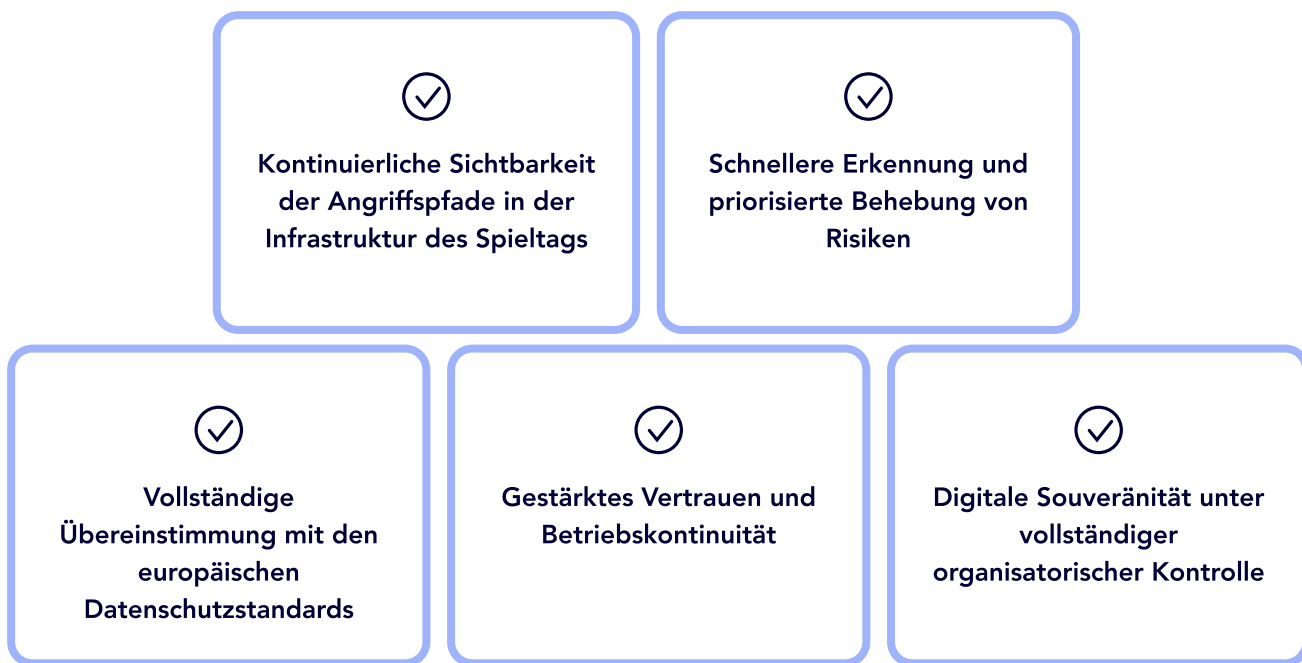 Kontinuierliche Sichtbarkeit
der Angriffspfade in der
Infrastruktur des Spieltags
Schnellere Erkennung und
priorisierte Behebung von
Risiken
Vollständige
Übereinstimmung mit den
europäischen
Datenschutzstandards
Gestärktes Vertrauen und
Betriebskontinuität
Digitale Souveränität unter
vollständiger
organisatorischer Kontrolle